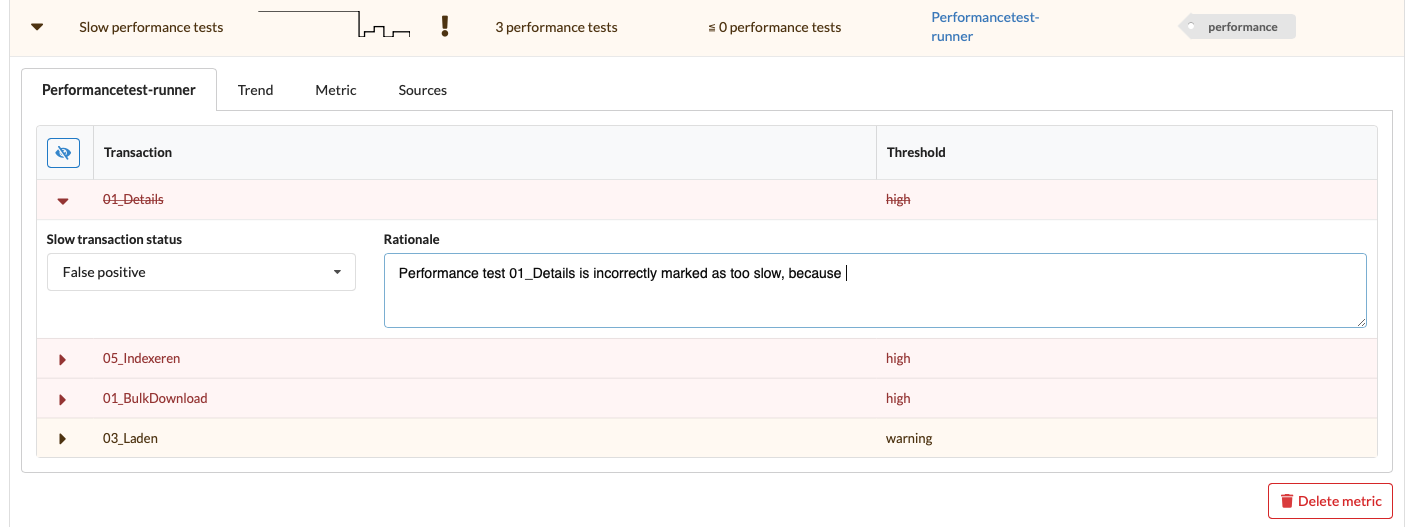 Slow performance tests
3 performance tests
≤ 0 performance tests
Performancetest-
runner
performance
Performancetest-runner
Trend
Metric
Sources
Transaction
Threshold
01_Details
high
Slow transaction status
Rationale
False positive
Performance test 01_Details is incorrectly marked as too slow, because
05_Indexeren
high
01_BulkDownload
high
03_Laden
warning
Delete metric